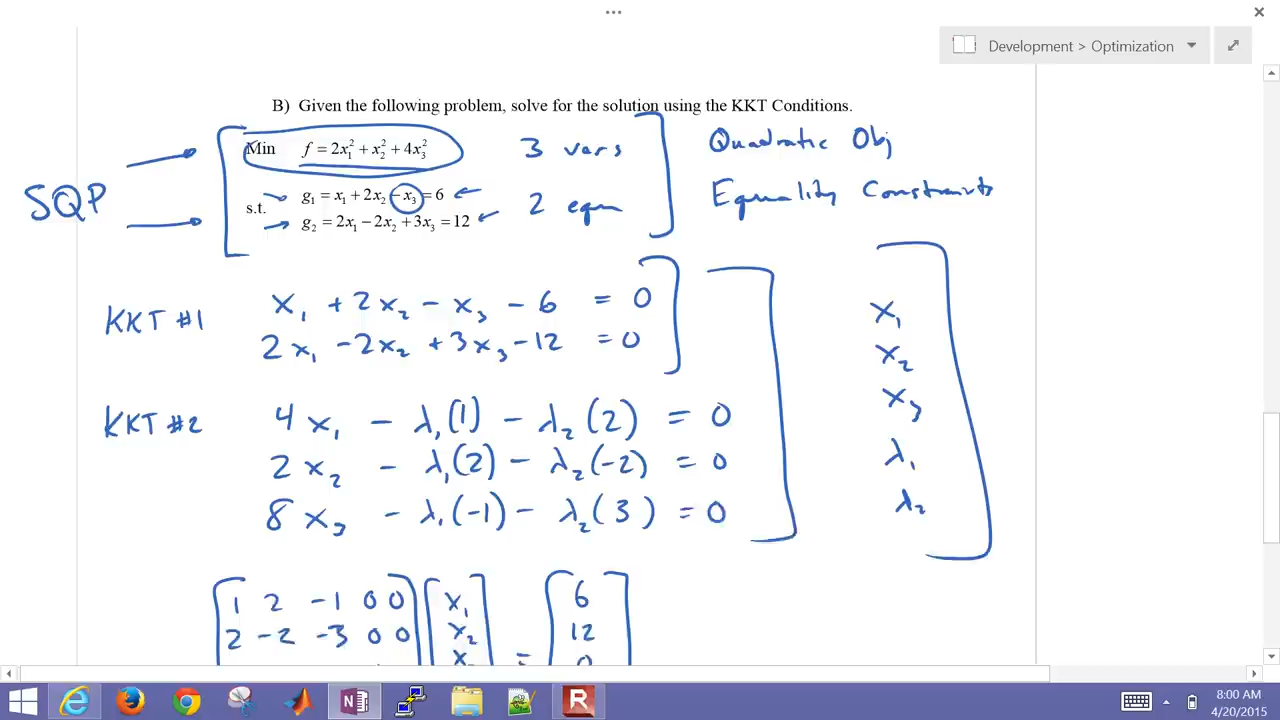 Development > Optimization
B) Given the following problem, solve for the solution using the KKT Conditions.
Min f = 2x₁² + x₂² + 4x₃² 3 vars Quadratic Obj
SQP
s.t. g₁ = x₁ + 2x₂ − x₃ = 6 2 eqn Equality Constraints
g₂ = 2x₁ − 2x₂ + 3x₃ = 12
KKT #1 x₁ + 2x₂ − x₃ − 6 = 0
2x₁ − 2x₂ + 3x₃ − 12 = 0
KKT #2 4x₁ − λ₁(1) − λ₂(2) = 0
2x₂ − λ₁(2) − λ₂(−2) = 0
8x₃ − λ₁(−1) − λ₂(3) = 0
x₁
x₂
x₃
λ₁
λ₂
1 2 −1 0 0 x₁ 6
2 −2 −3 0 0 x₂ = 12
8:00 AM
4/20/2015